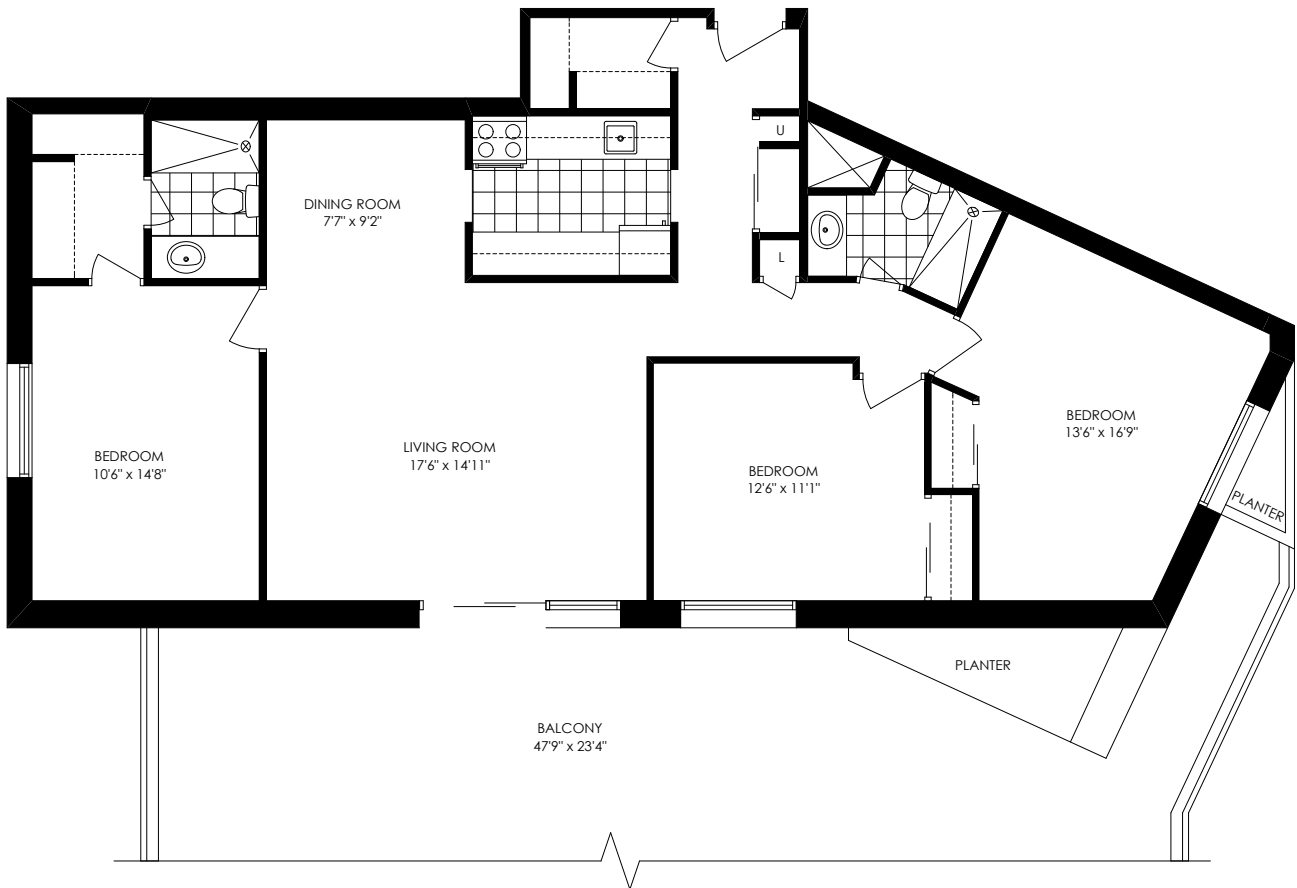 U
DINING ROOM
7'7" x 9'2"
L
BEDROOM
13'6" x 16'9"
LIVING ROOM
17'6" x 14'11"
BEDROOM
10'6" x 14'8"
BEDROOM
12'6" x 11'1"
PLANTER
PLANTER
BALCONY
47'9" x 23'4"